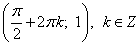 (π/2 + 2πk; 1), k ∈ Z